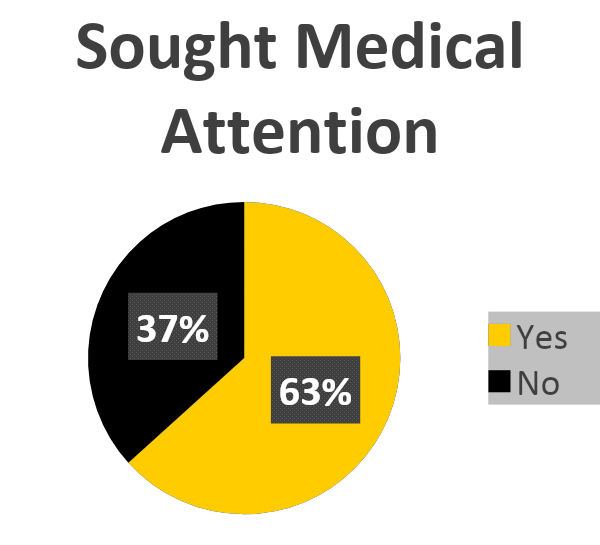 Sought Medical
Attention
37%
63%
Yes
No